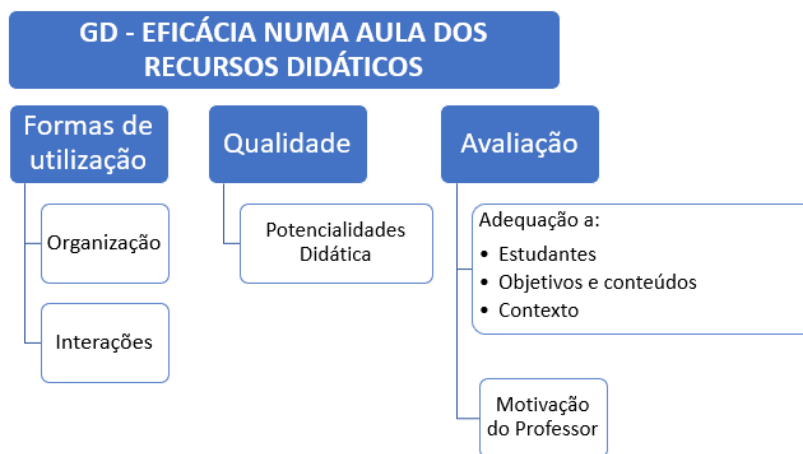 GD - EFICÁCIA NUMA AULA DOS
RECURSOS DIDÁTICOS
Formas de
utilização
Organização
Interações
Qualidade
Potencialidades
Didática
Avaliação
Adequação a:
• Estudantes
• Objetivos e conteúdos
• Contexto
Motivação
do Professor